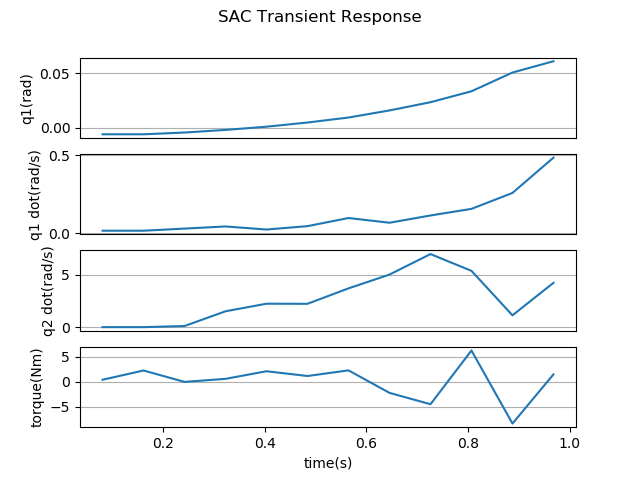 SAC Transient Response
q1(rad)
0.05
0.00
q1 dot(rad/s)
0.5
0.0
q2 dot(rad/s)
5
0
torque(Nm)
5
0
−5
0.2 0.4 0.6 0.8 1.0
time(s)